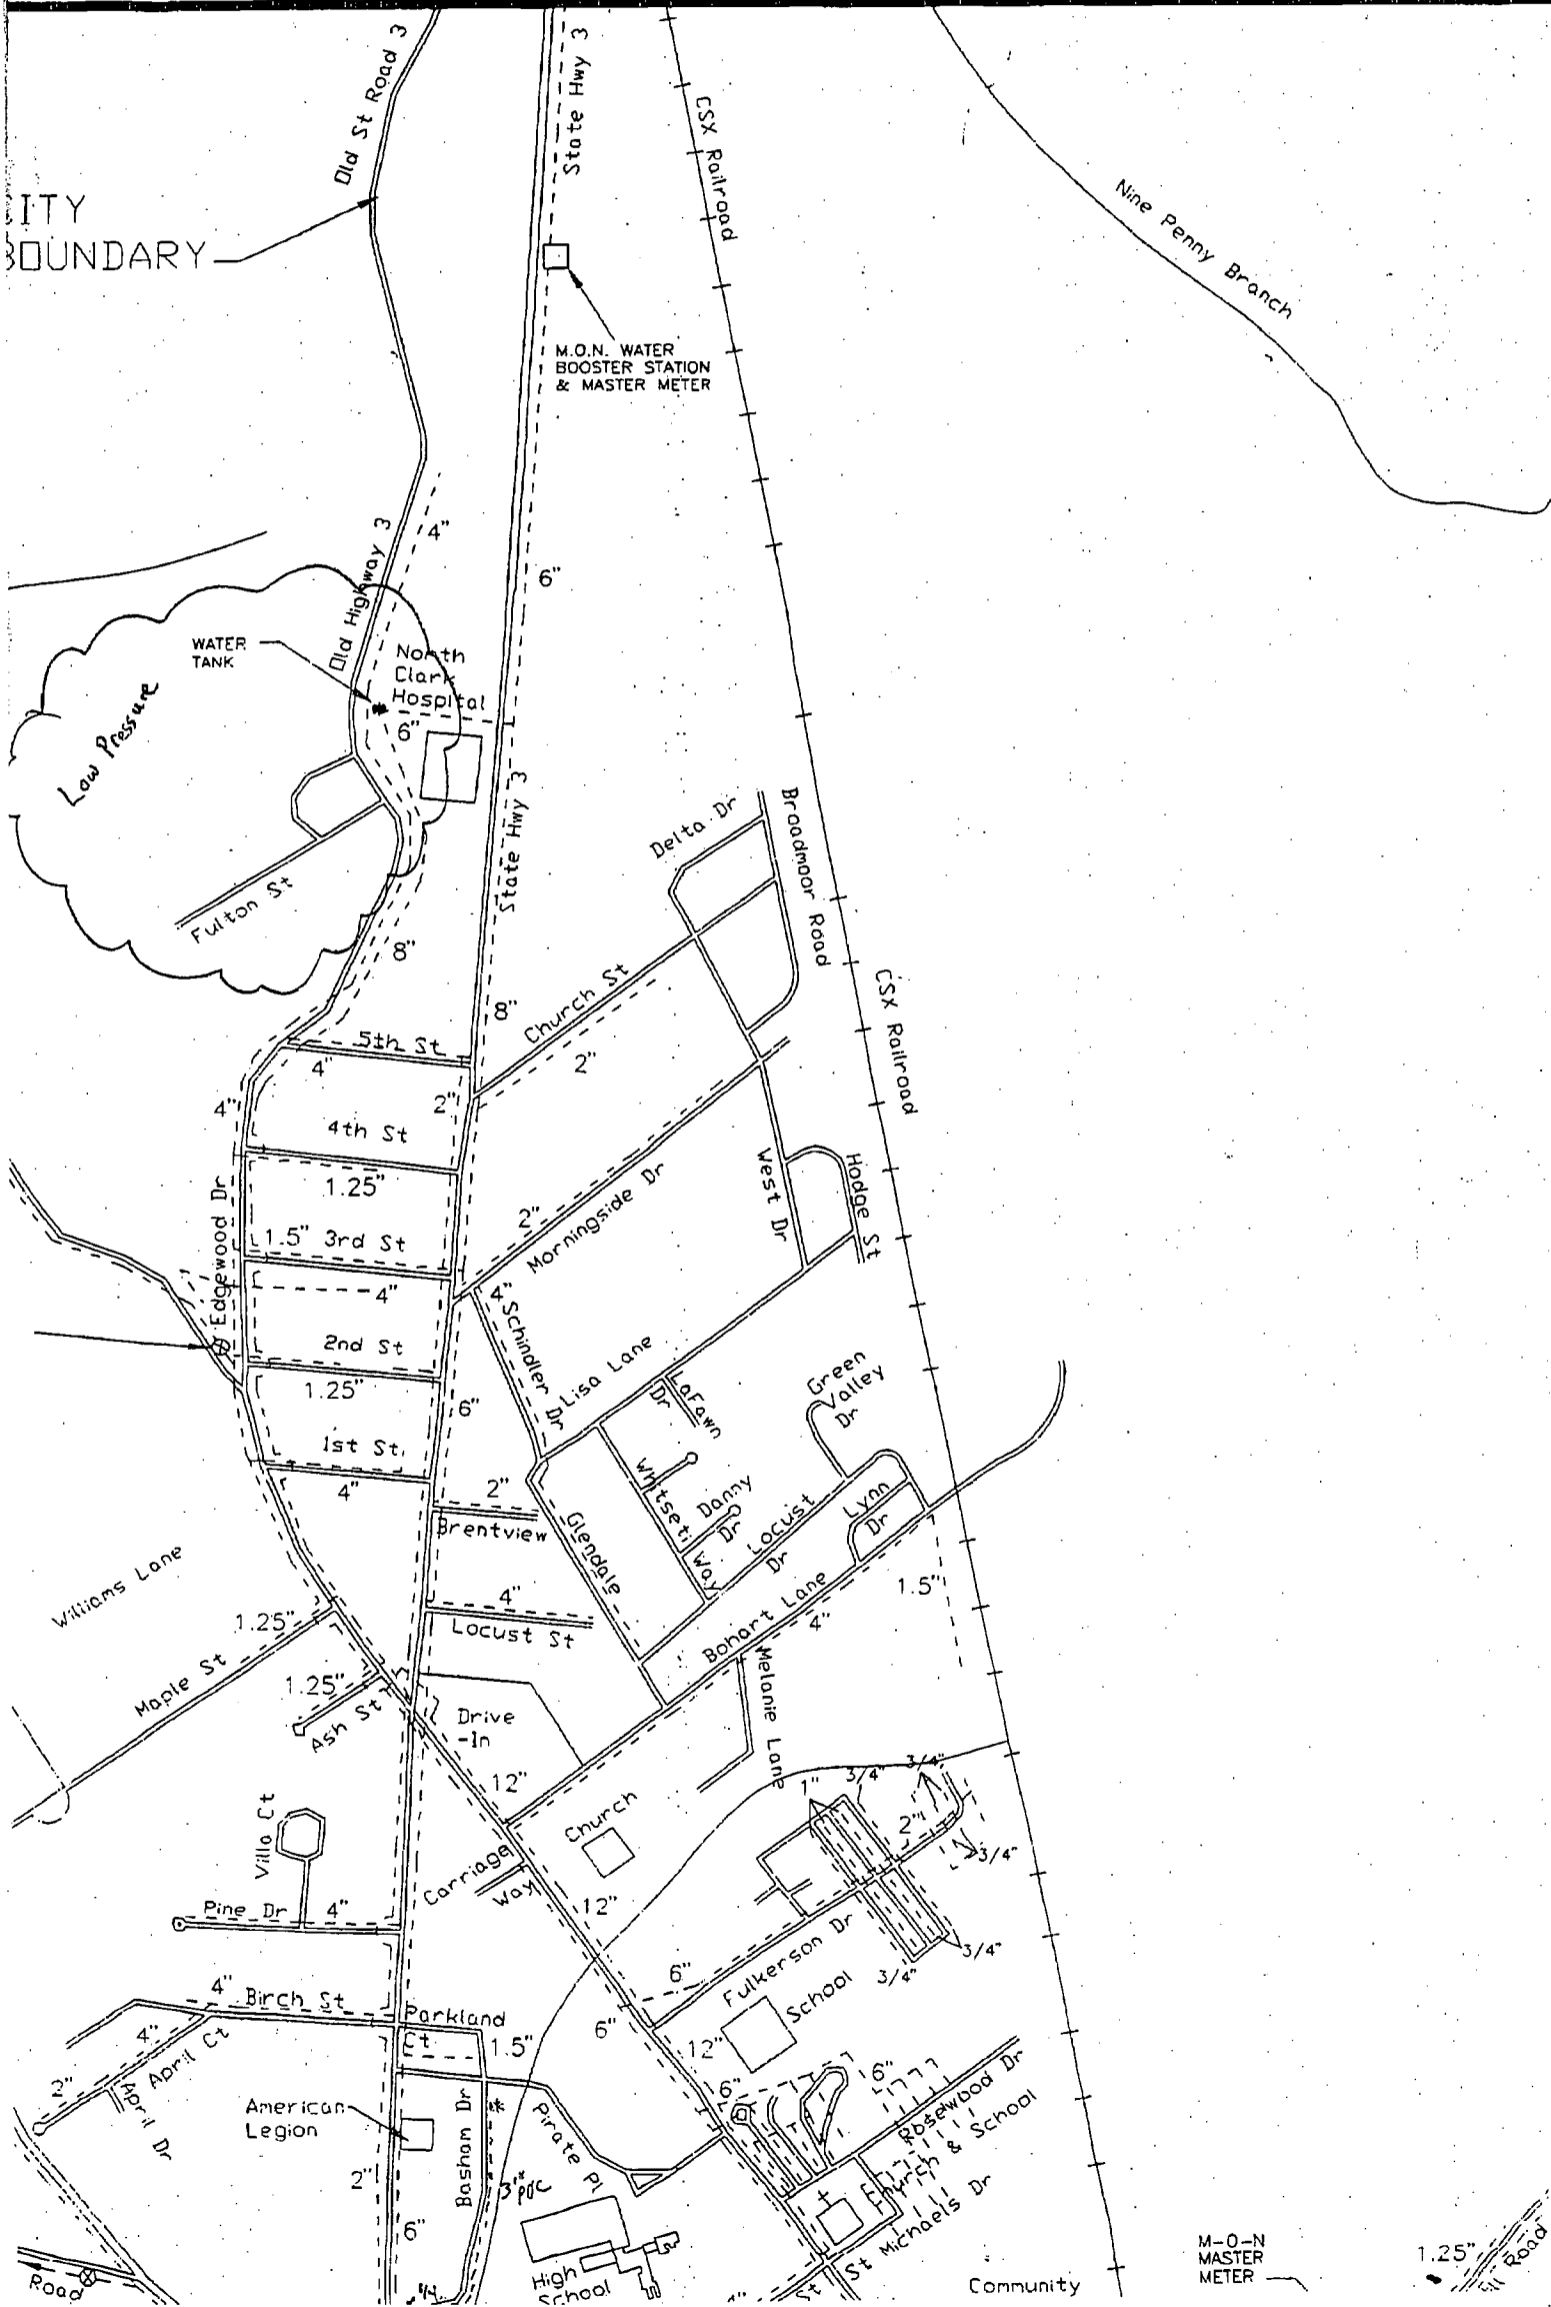 Old St Road 3
State Hwy 3
CSX Railroad
Nine Penny Branch
BOUNDARY
M.O.N. WATER
BOOSTER STATION
& MASTER METER
4"
6"
Old Highway 3
WATER
TANK
North
Clark
Hospital
6"
Low Pressure
State Hwy 3
Delta Dr
Broadmoor Road
Fulton St
8"
8"
Church St
2"
CSX Railroad
5th St
4"
4"
2"
4th St
1.25"
West Dr
Hodge St
Edgewood Dr
1.5" 3rd St
2"
Morningside Dr
4"
4"
Schindler Dr
2nd St
1.25"
Lisa Lane
LaFawn
Dr
Green
Valley
Dr
6"
1st St
4"
2"
Brentview
Glendale
Whitsett
Way
Danny
Dr
Locust
Dr
Lynn
Dr
1.5"
Williams Lane
1.25"
4"
Locust St
Bohart Lane
4"
Maple St
1.25"
Ash St
Drive
-In
Melanie Lane
12"
1"
3/4"
3/4"
2"
3/4"
Villa Ct
Church
Carriage
Way
12"
Pine Dr
4"
3/4"
3/4"
6"
Fulkerson Dr
School
4"
Birch St
Parkland
Ct
1.5"
6"
12"
4"
April Ct
2"
April Dr
American
Legion
Basham Dr
Pirate Pl
6"
6"
Rosewood Dr
Church & School
2"
3" PVC
6"
St Michaels Dr
High
School
St
Road
Community
M-O-N
MASTER
METER
1.25"
Road